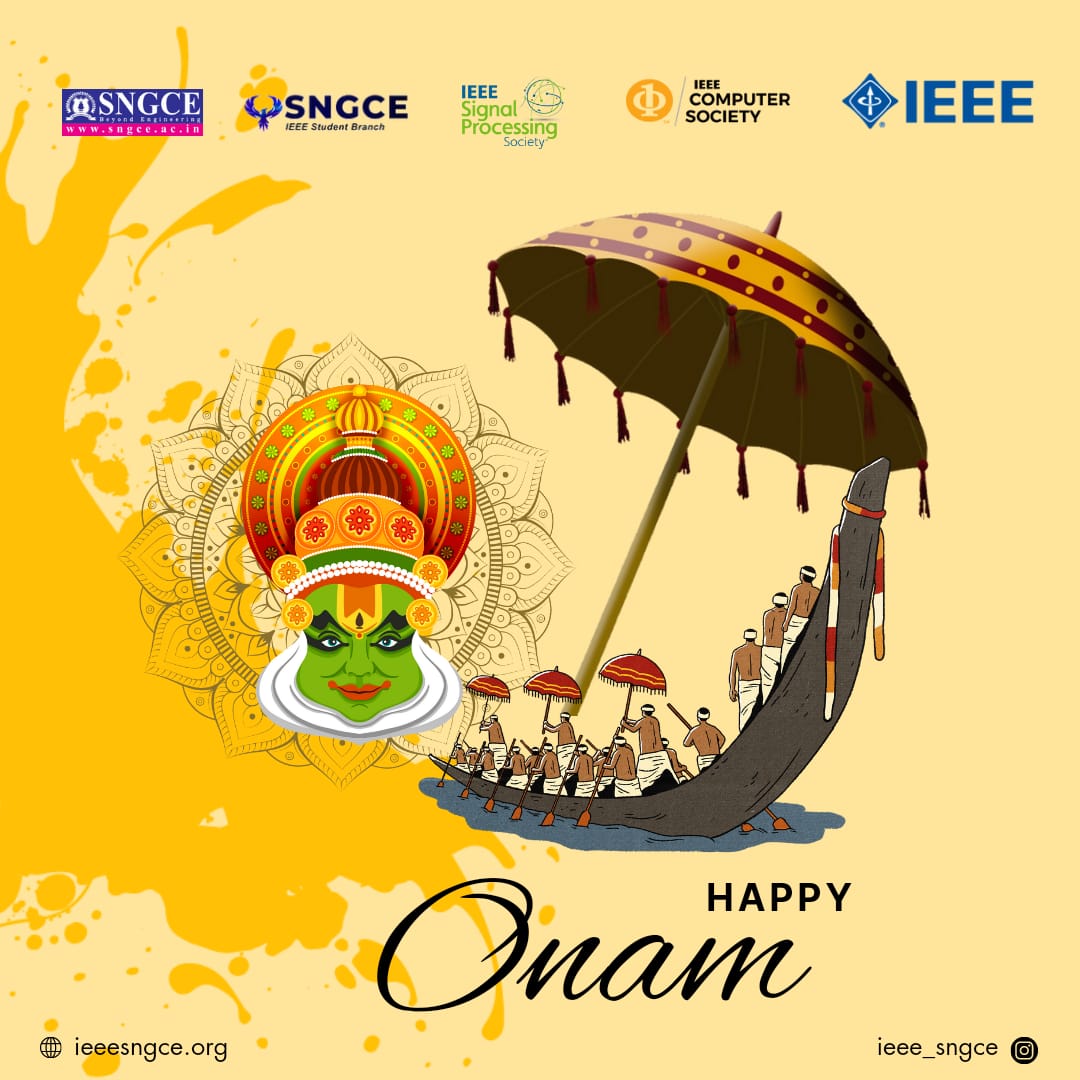 SNGCE
Beyond Engineering
www.sngce.ac.in
SNGCE
IEEE Student Branch
IEEE
Signal
Processing
Society
IEEE
COMPUTER
SOCIETY
IEEE
HAPPY
Onam
ieeesngce.org
ieee_sngce